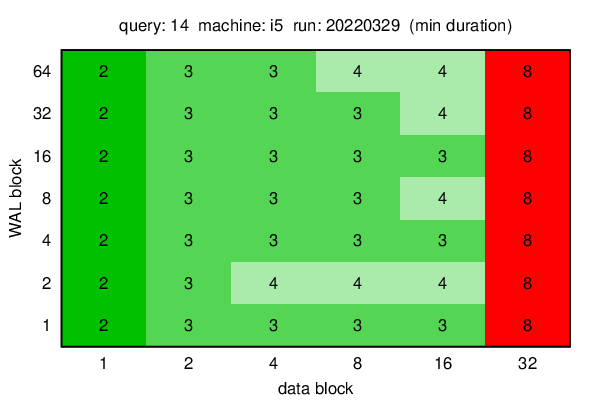 query: 14 machine: i5 run: 20220329 (min duration)
64 2 3 3 4 4 8
32 2 3 3 3 4 8
16 2 3 3 3 3 8
8 2 3 3 3 4 8
4 2 3 3 3 3 8
2 2 3 4 4 4 8
1 2 3 3 3 3 8
WAL block
1 2 4 8 16 32
data block